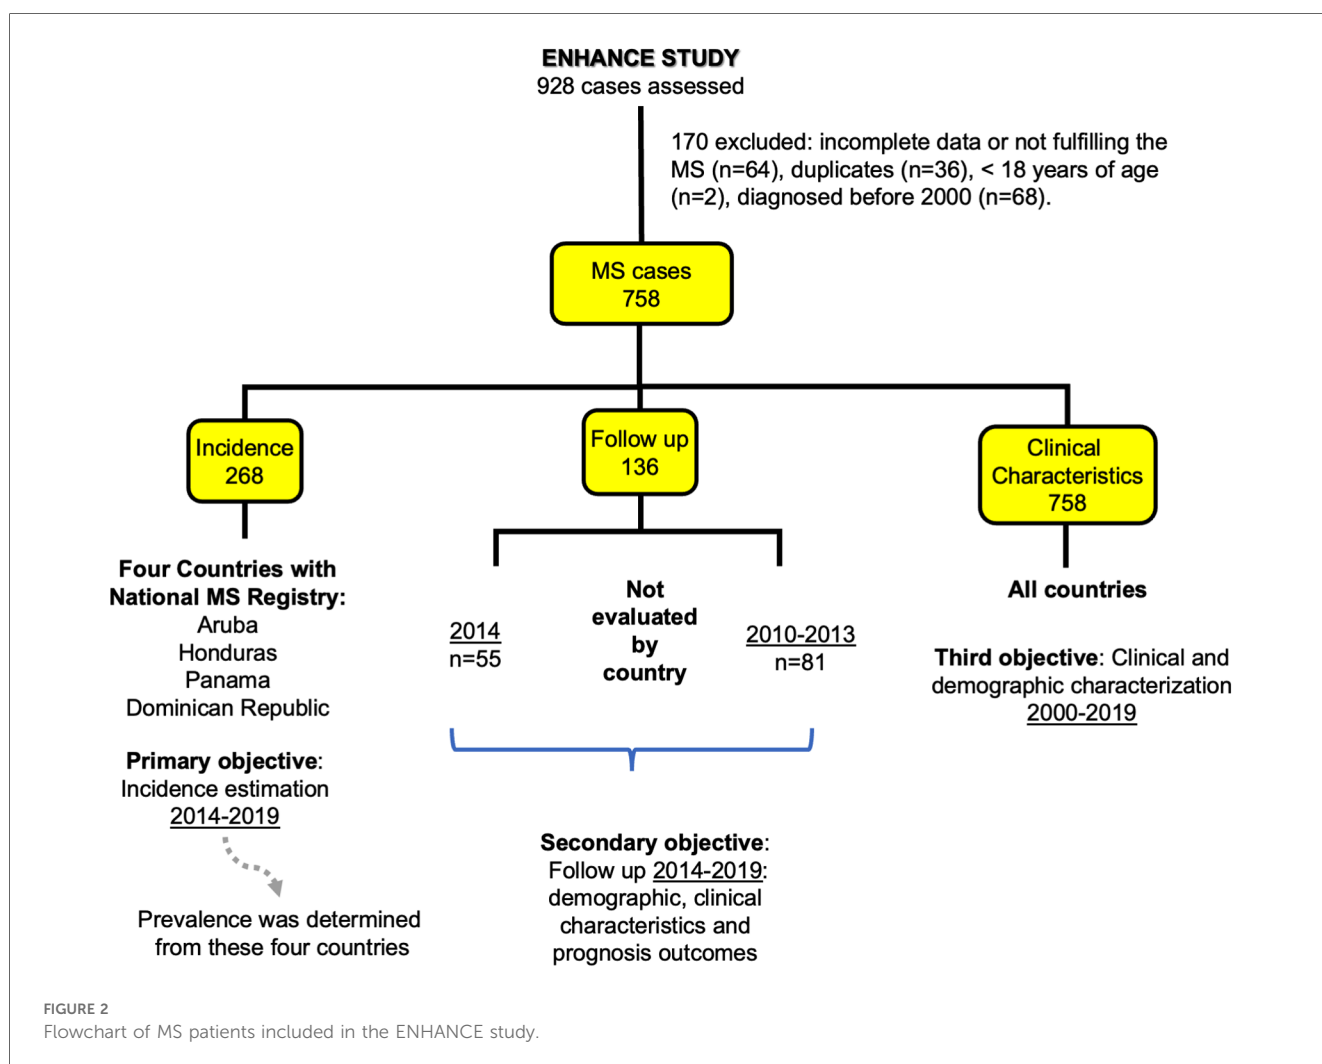 ENHANCE STUDY
928 cases assessed
170 excluded: incomplete data or not fulfilling the
MS (n=64), duplicates (n=36), < 18 years of age
(n=2), diagnosed before 2000 (n=68).
MS cases
758
Incidence
268
Four Countries with
National MS Registry:
Aruba
Honduras
Panama
Dominican Republic
Primary objective:
Incidence estimation
2014-2019
Prevalence was determined
from these four countries
Follow up
136
2014
n=55
Not
evaluated
by
country
2010-2013
n=81
Secondary objective:
Follow up 2014-2019:
demographic, clinical
characteristics and
prognosis outcomes
Clinical
Characteristics
758
All countries
Third objective: Clinical and
demographic characterization
2000-2019
FIGURE 2
Flowchart of MS patients included in the ENHANCE study.